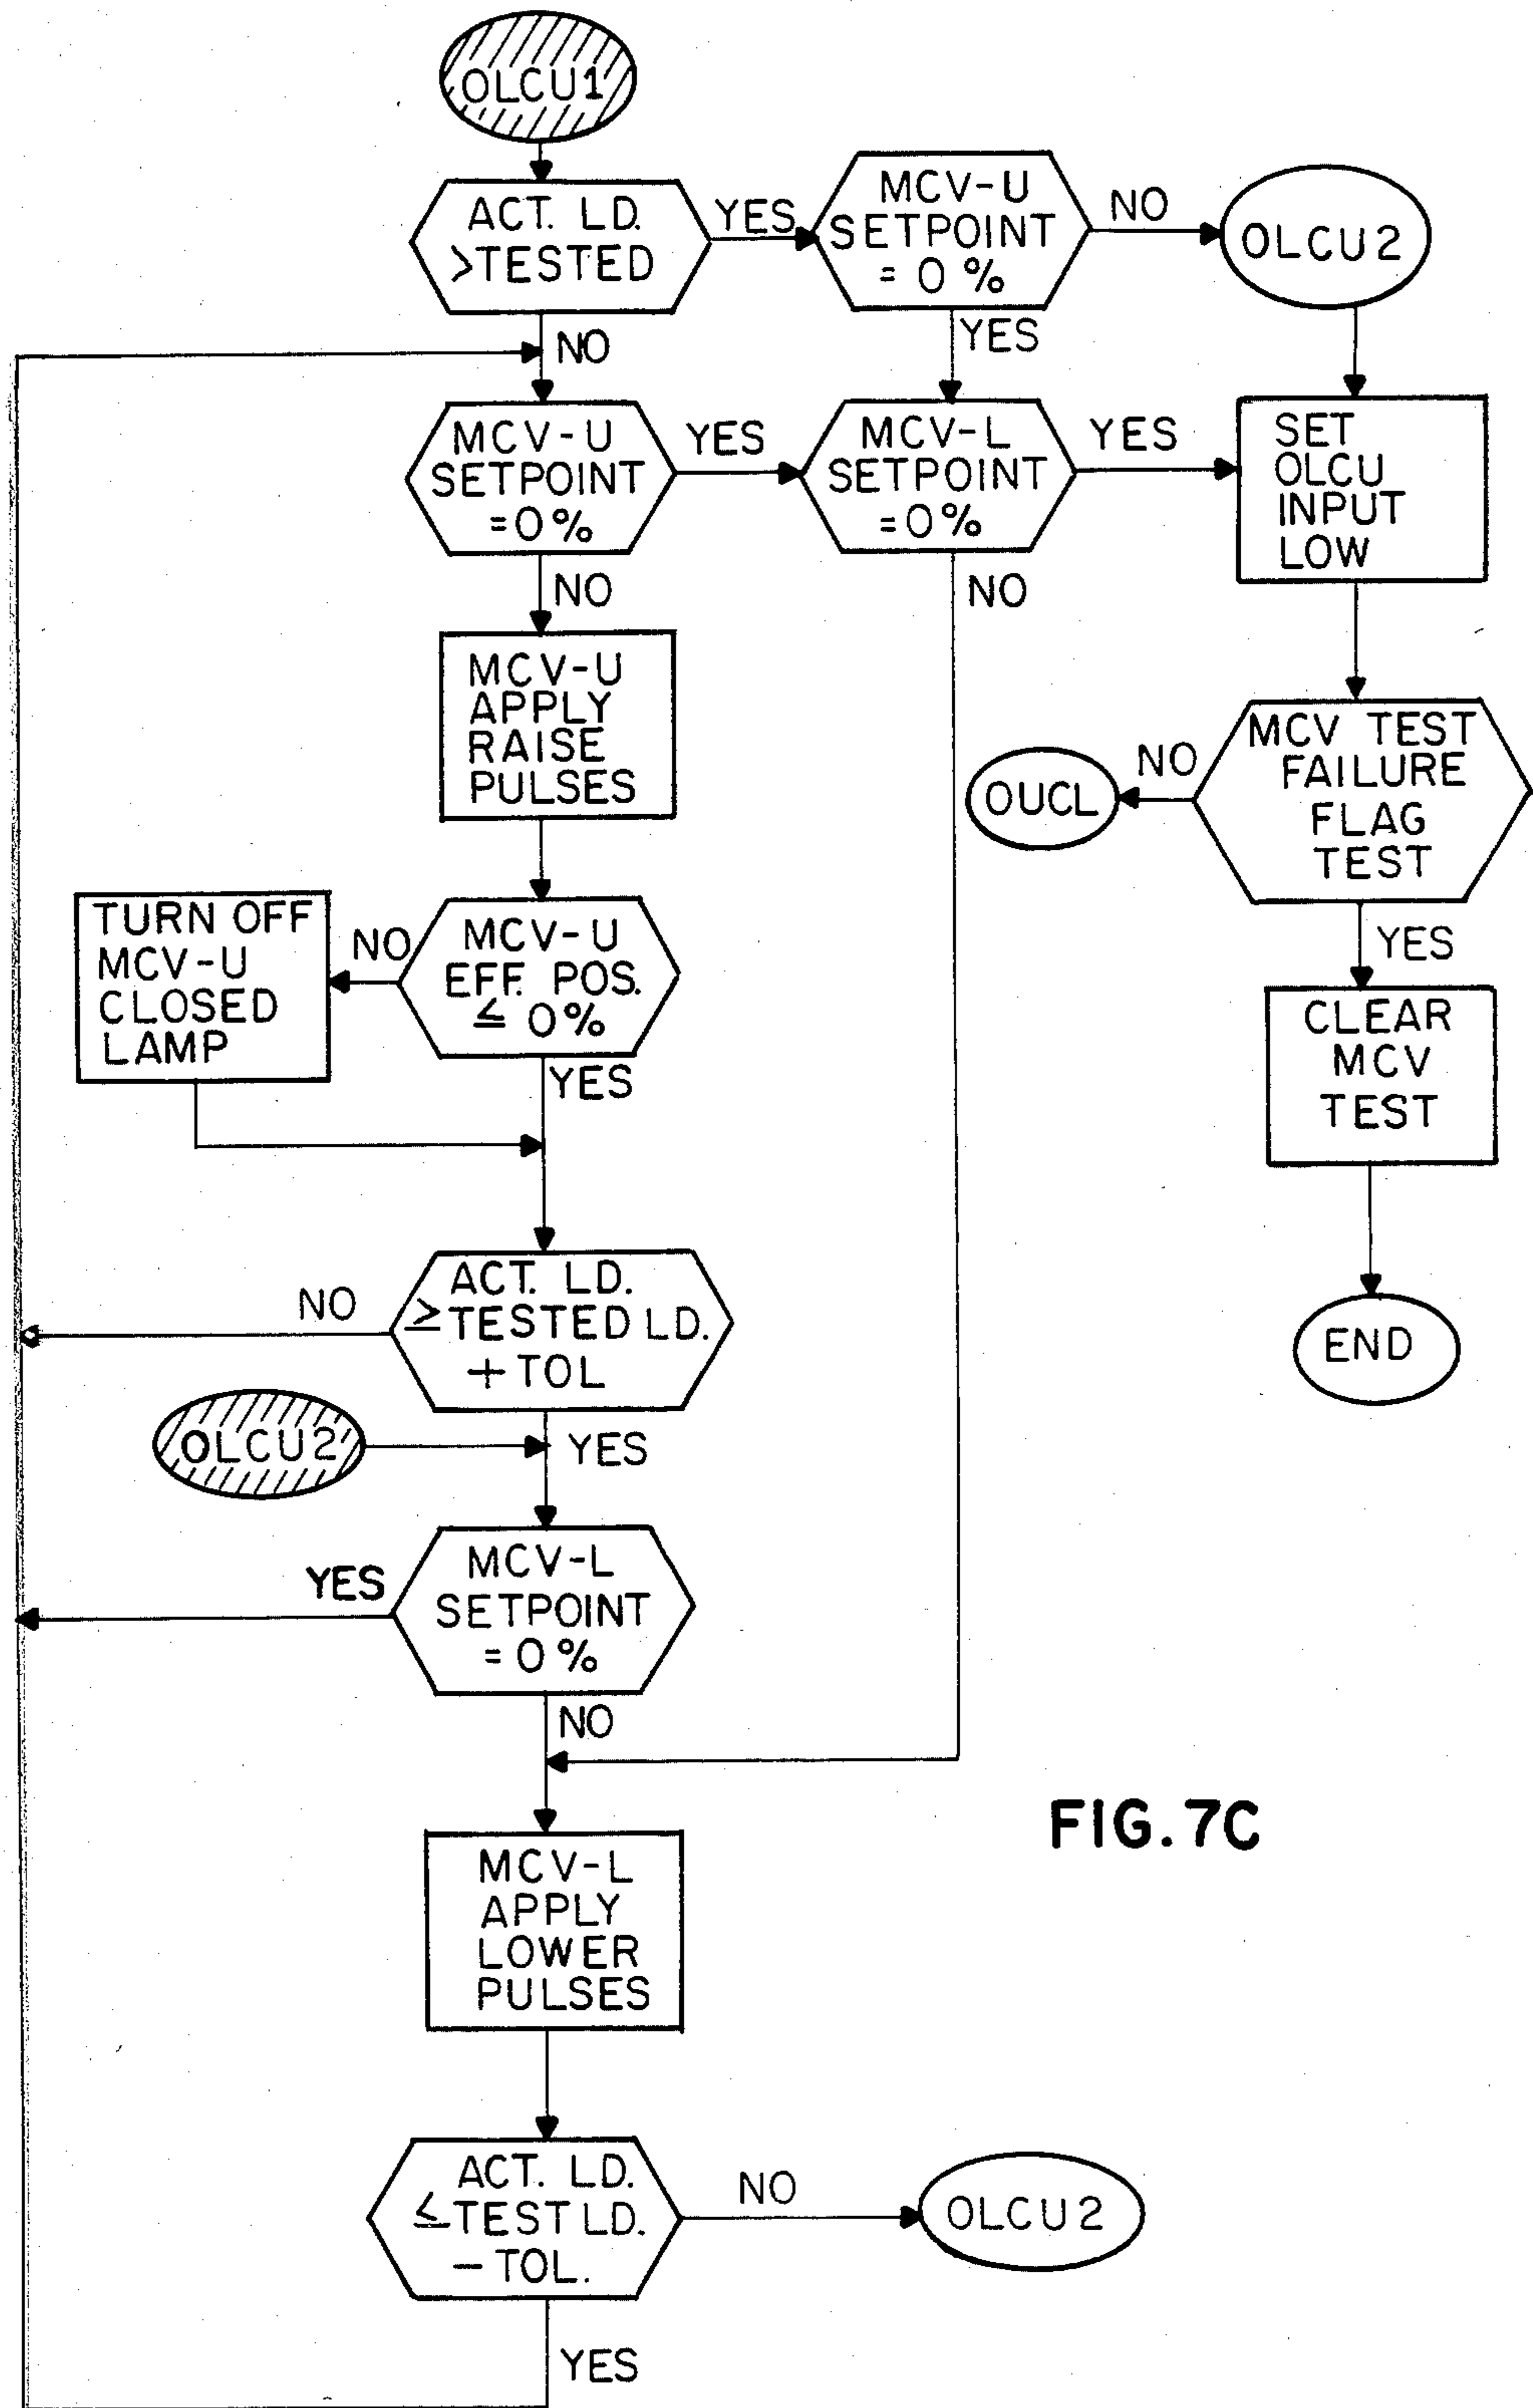 OLCU1
ACT. LD.
>TESTED
YES
MCV-U
SETPOINT
= 0 %
NO
OLCU2
NO
YES
MCV-U
SETPOINT
=0%
YES
MCV-L
SETPOINT
=0%
YES
SET
OLCU
INPUT
LOW
NO
NO
MCV-U
APPLY
RAISE
PULSES
MCV TEST
FAILURE
FLAG
TEST
NO
OUCL
YES
TURN OFF
MCV-U
CLOSED
LAMP
NO
MCV-U
EFF. POS.
≤ 0%
YES
CLEAR
MCV
TEST
END
ACT. LD.
≥TESTED LD.
+ TOL
NO
OLCU2
YES
MCV-L
SETPOINT
= 0 %
YES
NO
MCV-L
APPLY
LOWER
PULSES
FIG. 7C
ACT. LD.
≤TEST LD.
- TOL.
NO
OLCU2
YES